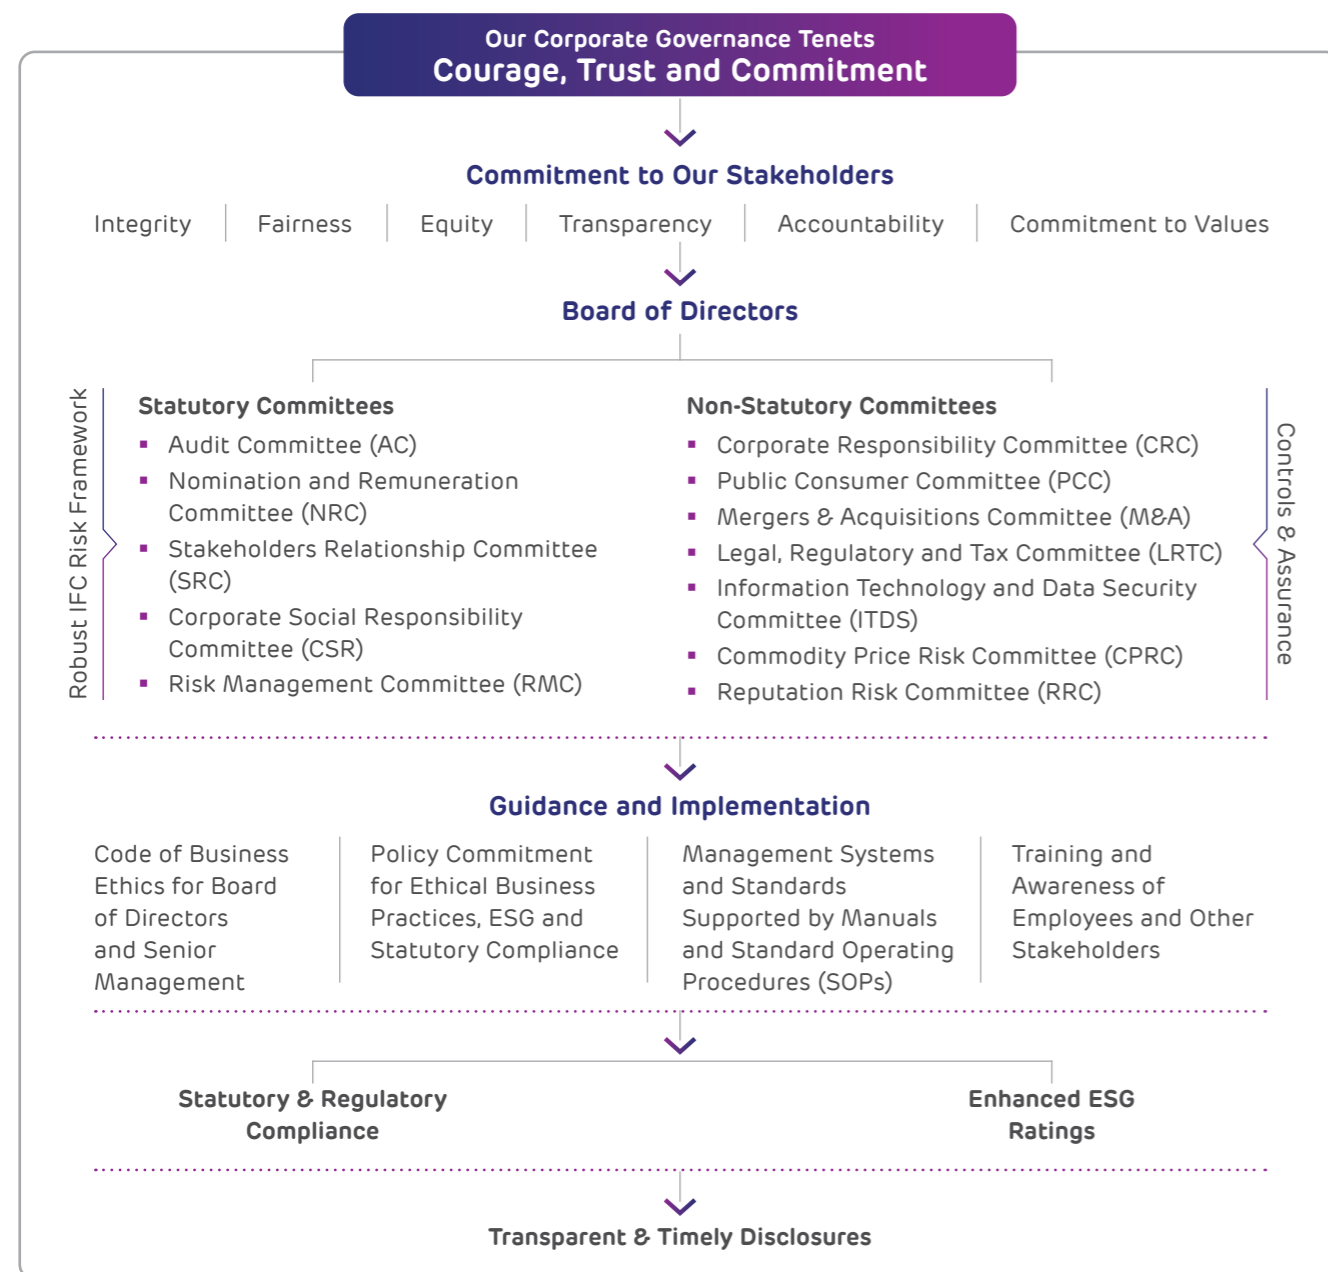 Our Corporate Governance Tenets
Courage, Trust and Commitment
Commitment to Our Stakeholders
Integrity
Fairness
Equity
Transparency
Accountability
Commitment to Values
Board of Directors
Robust IFC Risk Framework
Statutory Committees
▪ Audit Committee (AC)
▪ Nomination and Remuneration
Committee (NRC)
▪ Stakeholders Relationship Committee
(SRC)
▪ Corporate Social Responsibility
Committee (CSR)
▪ Risk Management Committee (RMC)
Non-Statutory Committees
▪ Corporate Responsibility Committee (CRC)
▪ Public Consumer Committee (PCC)
▪ Mergers & Acquisitions Committee (M&A)
▪ Legal, Regulatory and Tax Committee (LRTC)
▪ Information Technology and Data Security
Committee (ITDS)
▪ Commodity Price Risk Committee (CPRC)
▪ Reputation Risk Committee (RRC)
Controls & Assurance
Guidance and Implementation
Code of Business
Ethics for Board
of Directors
and Senior
Management
Policy Commitment
for Ethical Business
Practices, ESG and
Statutory Compliance
Management Systems
and Standards
Supported by Manuals
and Standard Operating
Procedures (SOPs)
Training and
Awareness of
Employees and Other
Stakeholders
Statutory & Regulatory
Compliance
Enhanced ESG
Ratings
Transparent & Timely Disclosures